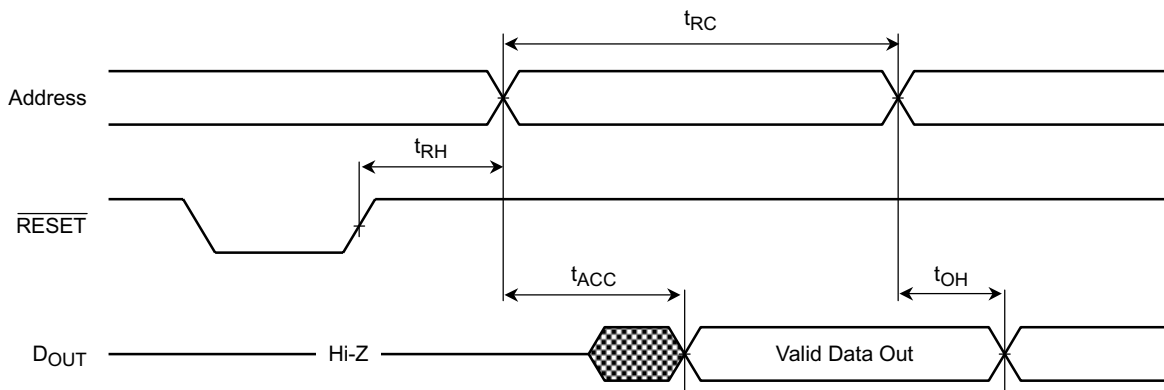 tRC
Address
tRH
RESET
tACC
tOH
DOUT
Hi-Z
Valid Data Out